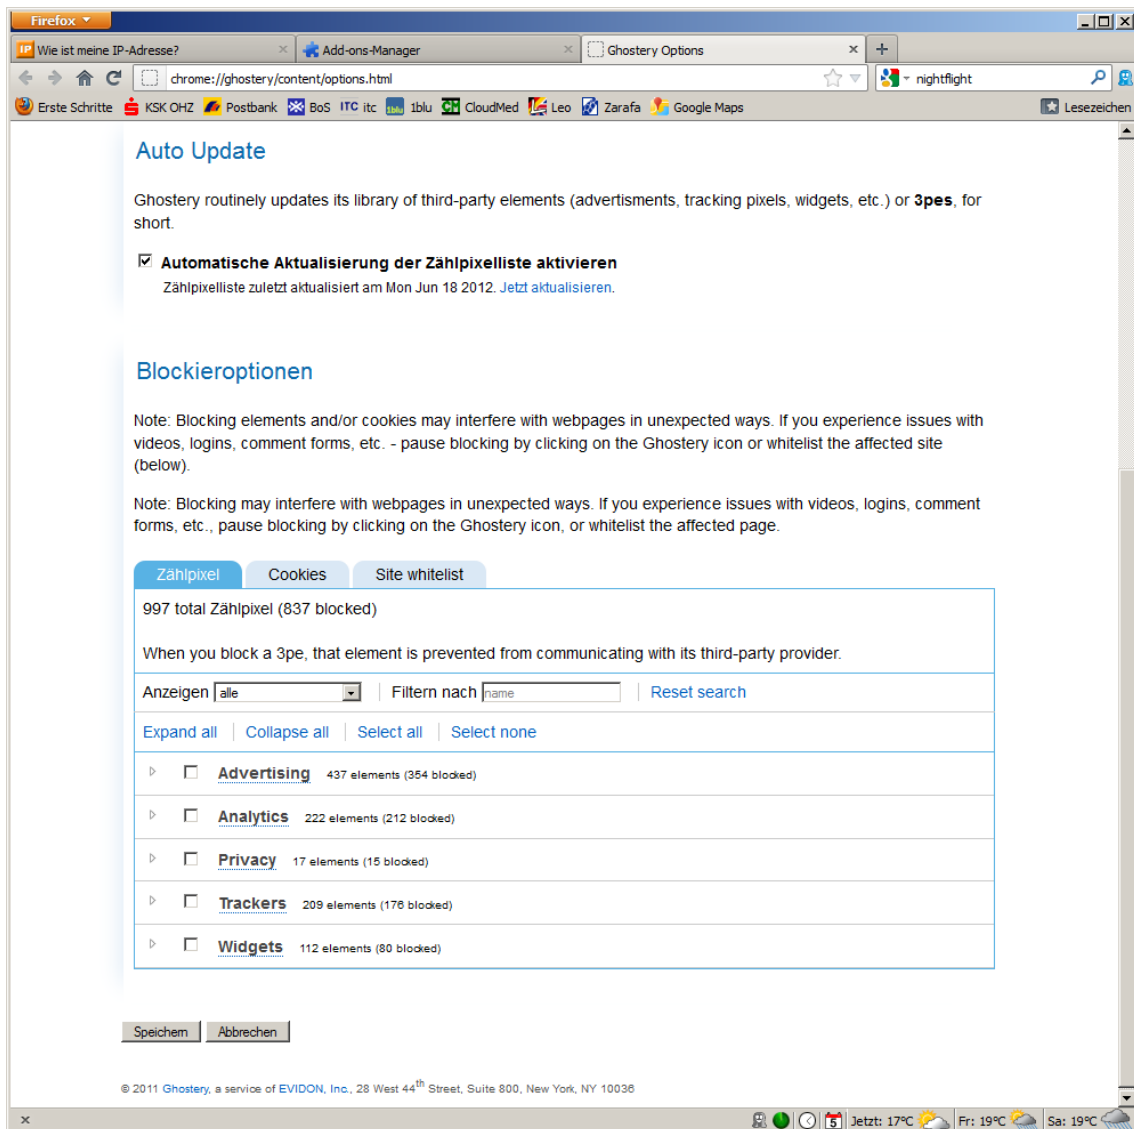 Firefox
IP Wie ist meine IP-Adresse?
Add-ons-Manager
Ghostery Options
chrome://ghostery/content/options.html
nightflight
Erste Schritte KSK OHZ Postbank BoS ITC itc 1blu 1blu CM CloudMed Leo Zarafa Google Maps Lesezeichen
Auto Update
Ghostery routinely updates its library of third-party elements (advertisments, tracking pixels, widgets, etc.) or 3pes, for
short.
Automatische Aktualisierung der Zählpixelliste aktivieren
Zählpixelliste zuletzt aktualisiert am Mon Jun 18 2012. Jetzt aktualisieren.
Blockieroptionen
Note: Blocking elements and/or cookies may interfere with webpages in unexpected ways. If you experience issues with
videos, logins, comment forms, etc. - pause blocking by clicking on the Ghostery icon or whitelist the affected site
(below).
Note: Blocking may interfere with webpages in unexpected ways. If you experience issues with videos, logins, comment
forms, etc., pause blocking by clicking on the Ghostery icon, or whitelist the affected page.
Zählpixel Cookies Site whitelist
997 total Zählpixel (837 blocked)
When you block a 3pe, that element is prevented from communicating with its third-party provider.
Anzeigen alle Filtern nach name Reset search
Expand all Collapse all Select all Select none
Advertising 437 elements (354 blocked)
Analytics 222 elements (212 blocked)
Privacy 17 elements (15 blocked)
Trackers 209 elements (176 blocked)
Widgets 112 elements (80 blocked)
Speichern Abbrechen
© 2011 Ghostery, a service of EVIDON, Inc., 28 West 44th Street, Suite 800, New York, NY 10036
5 Jetzt: 17°C Fr: 19°C Sa: 19°C